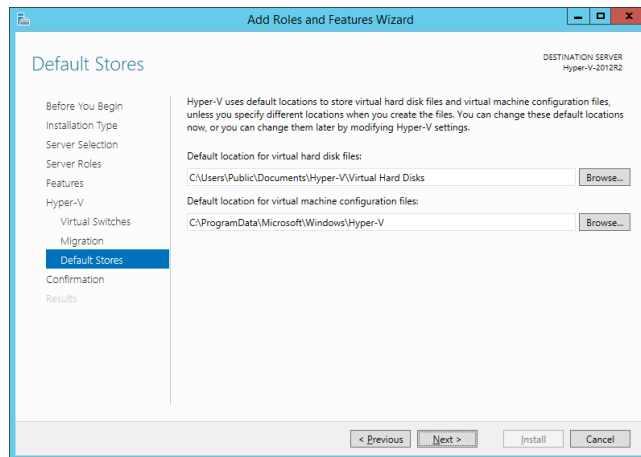 Add Roles and Features Wizard
Default Stores
DESTINATION SERVER
Hyper-V-2012R2
Before You Begin
Installation Type
Server Selection
Server Roles
Features
Hyper-V
Virtual Switches
Migration
Default Stores
Confirmation
Results
Hyper-V uses default locations to store virtual hard disk files and virtual machine configuration files,
unless you specify different locations when you create the files. You can change these default locations
now, or you can change them later by modifying Hyper-V settings.
Default location for virtual hard disk files:
C:\Users\Public\Documents\Hyper-V\Virtual Hard Disks
Browse...
Default location for virtual machine configuration files:
C:\ProgramData\Microsoft\Windows\Hyper-V
Browse...
< Previous
Next >
Install
Cancel